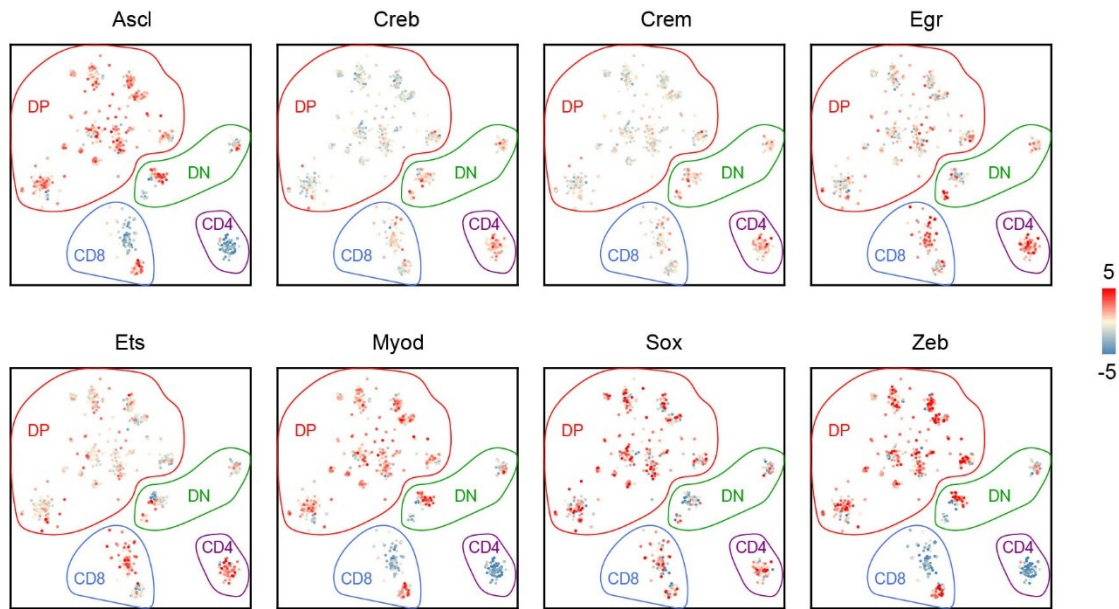 Ascl Creb Crem Egr
DP DP DP DP
DN DN DN DN
CD4 CD4 CD4 CD4
CD8 CD8 CD8 CD8
5
-5
Ets Myod Sox Zeb
DP DP DP DP
DN DN DN DN
CD4 CD4 CD4 CD4
CD8 CD8 CD8 CD8